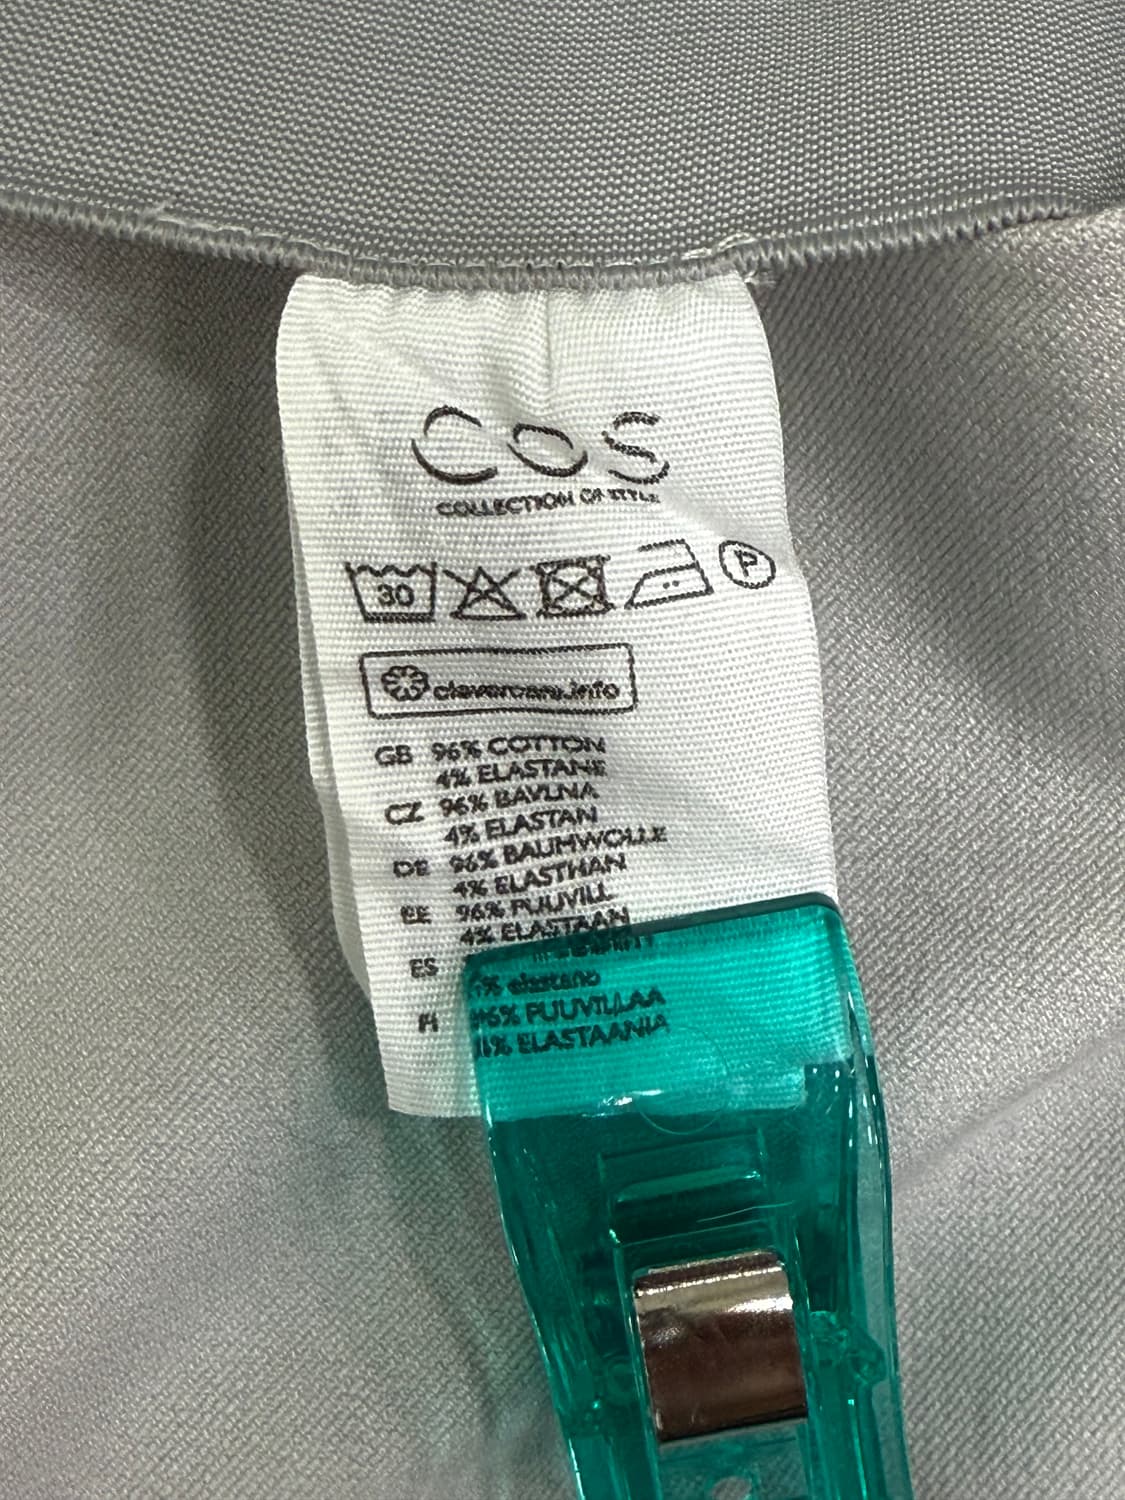 COS
COLLECTION OF STYLE
30 P
clevercare.info
GB 96% COTTON
4% ELASTANE
CZ 96% BAVLNA
4% ELASTAN
DE 96% BAUMWOLLE
4% ELASTHAN
EE 96% PUUVILL
4% ELASTAAN
ES
% elastano
FI 96% PUUVILLAA
% ELASTAANIA